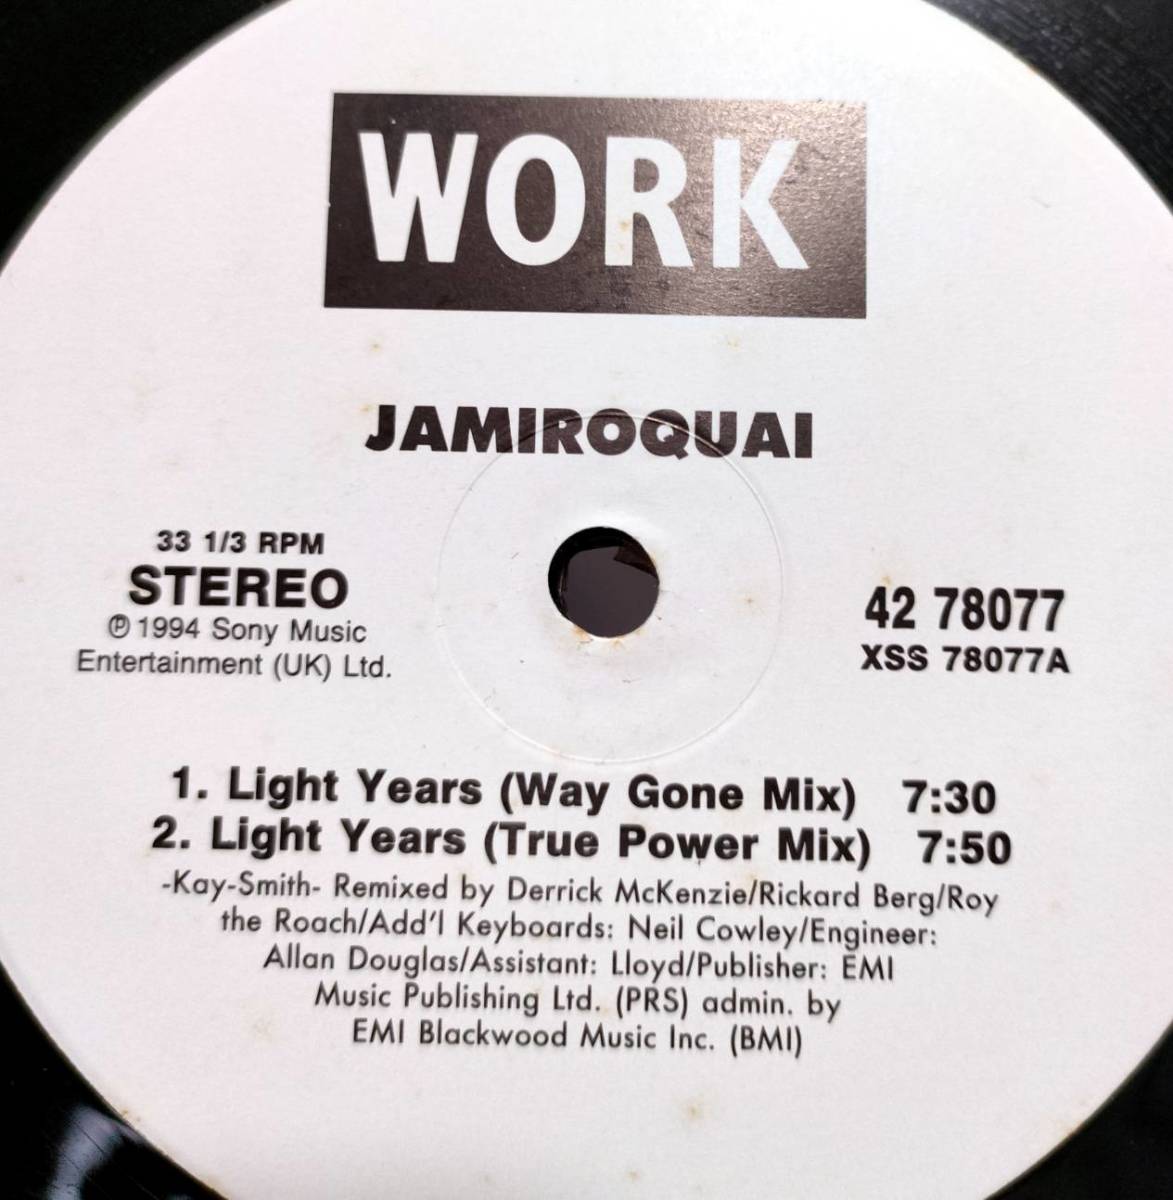 WORK
JAMIROQUAI
33 1/3 RPM
STEREO
℗ 1994 Sony Music
Entertainment (UK) Ltd.
42 78077
XSS 78077A
1. Light Years (Way Gone Mix) 7:30
2. Light Years (True Power Mix) 7:50
-Kay-Smith- Remixed by Derrick McKenzie/Rickard Berg/Roy
the Roach/Add'l Keyboards: Neil Cowley/Engineer:
Allan Douglas/Assistant: Lloyd/Publisher: EMI
Music Publishing Ltd. (PRS) admin. by
EMI Blackwood Music Inc. (BMI)